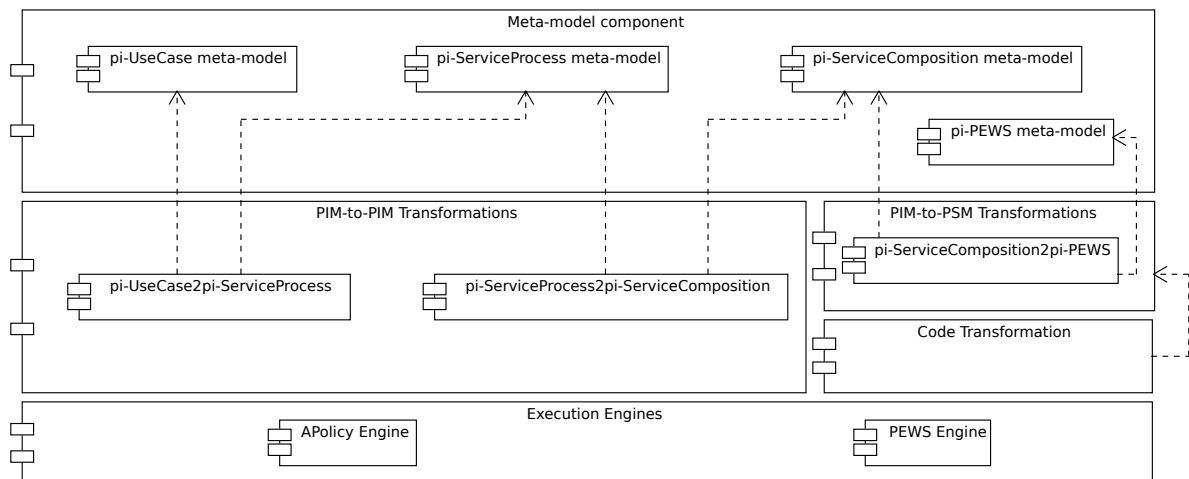 Meta-model component
pi-UseCase meta-model
pi-ServiceProcess meta-model
pi-ServiceComposition meta-model
pi-PEWS meta-model
PIM-to-PIM Transformations
PIM-to-PSM Transformations
pi-ServiceComposition2pi-PEWS
pi-UseCase2pi-ServiceProcess
pi-ServiceProcess2pi-ServiceComposition
Code Transformation
Execution Engines
APolicy Engine
PEWS Engine